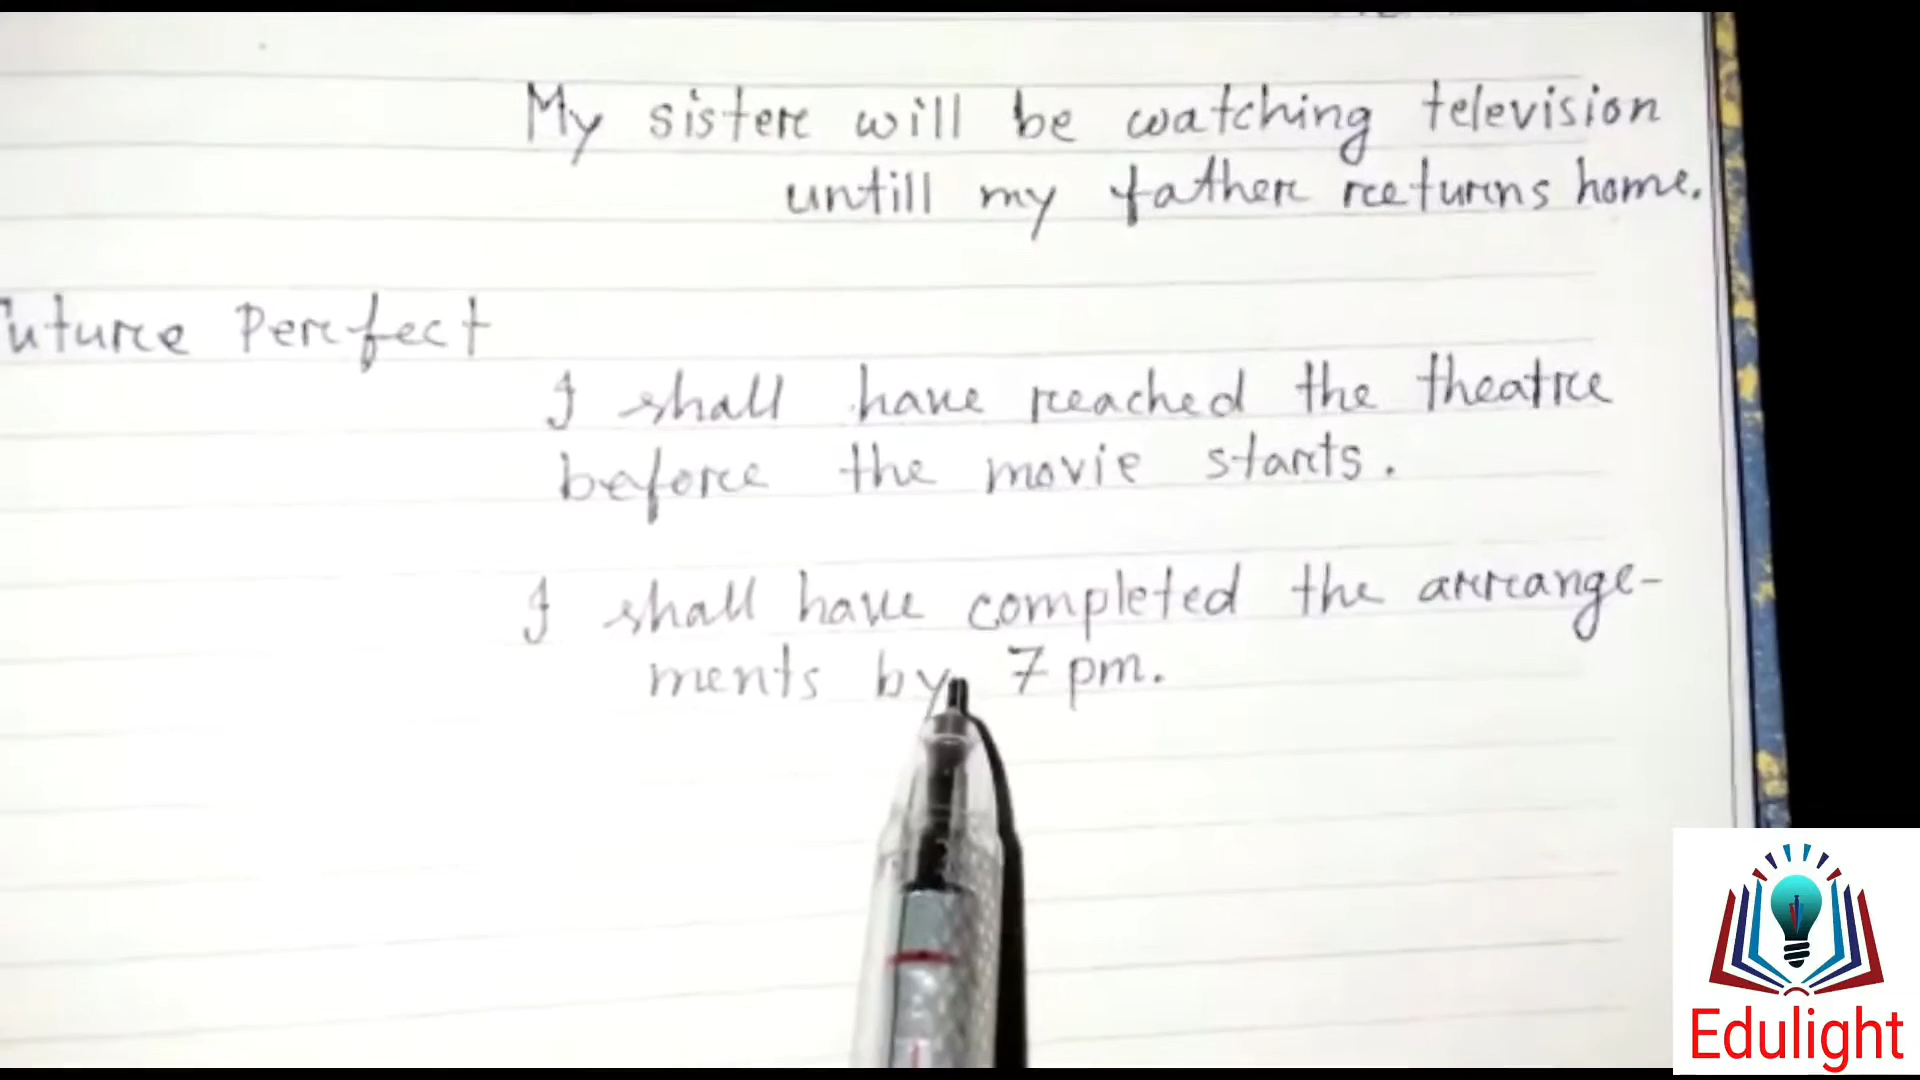 My sister will be watching television
untill my father returns home.
Future Perfect
I shall have reached the theatre
before the movie starts.
I shall have completed the arrange-
ments by 7 pm.
Edulight